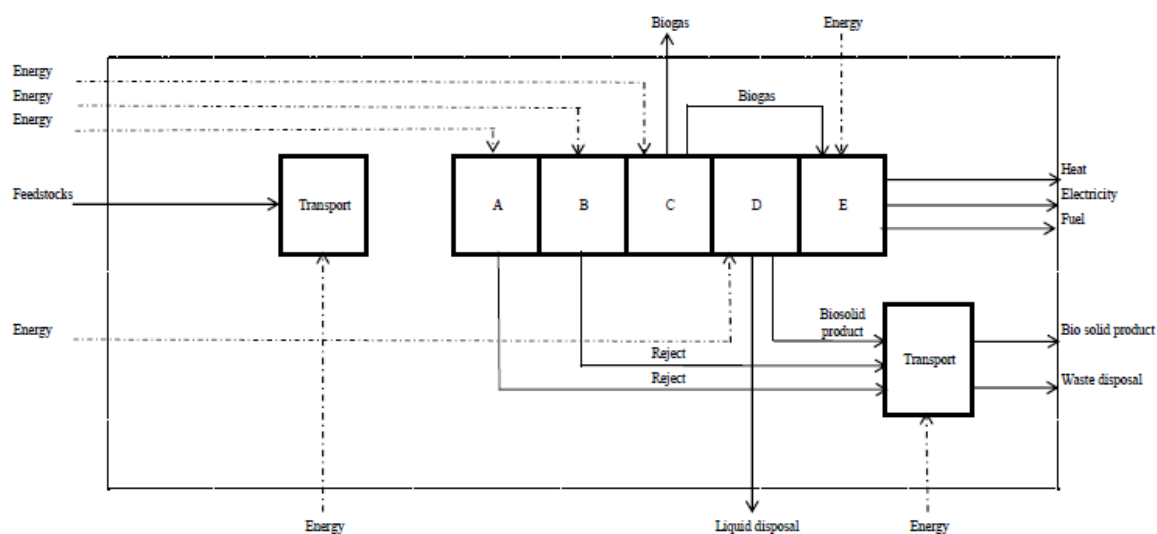 Biogas
Energy
Energy
Energy
Energy
Biogas
Feedstocks
Transport
A
B
C
D
E
Heat
Electricity
Fuel
Energy
Biosolid
product
Reject
Reject
Transport
Bio solid product
Waste disposal
Energy
Liquid disposal
Energy